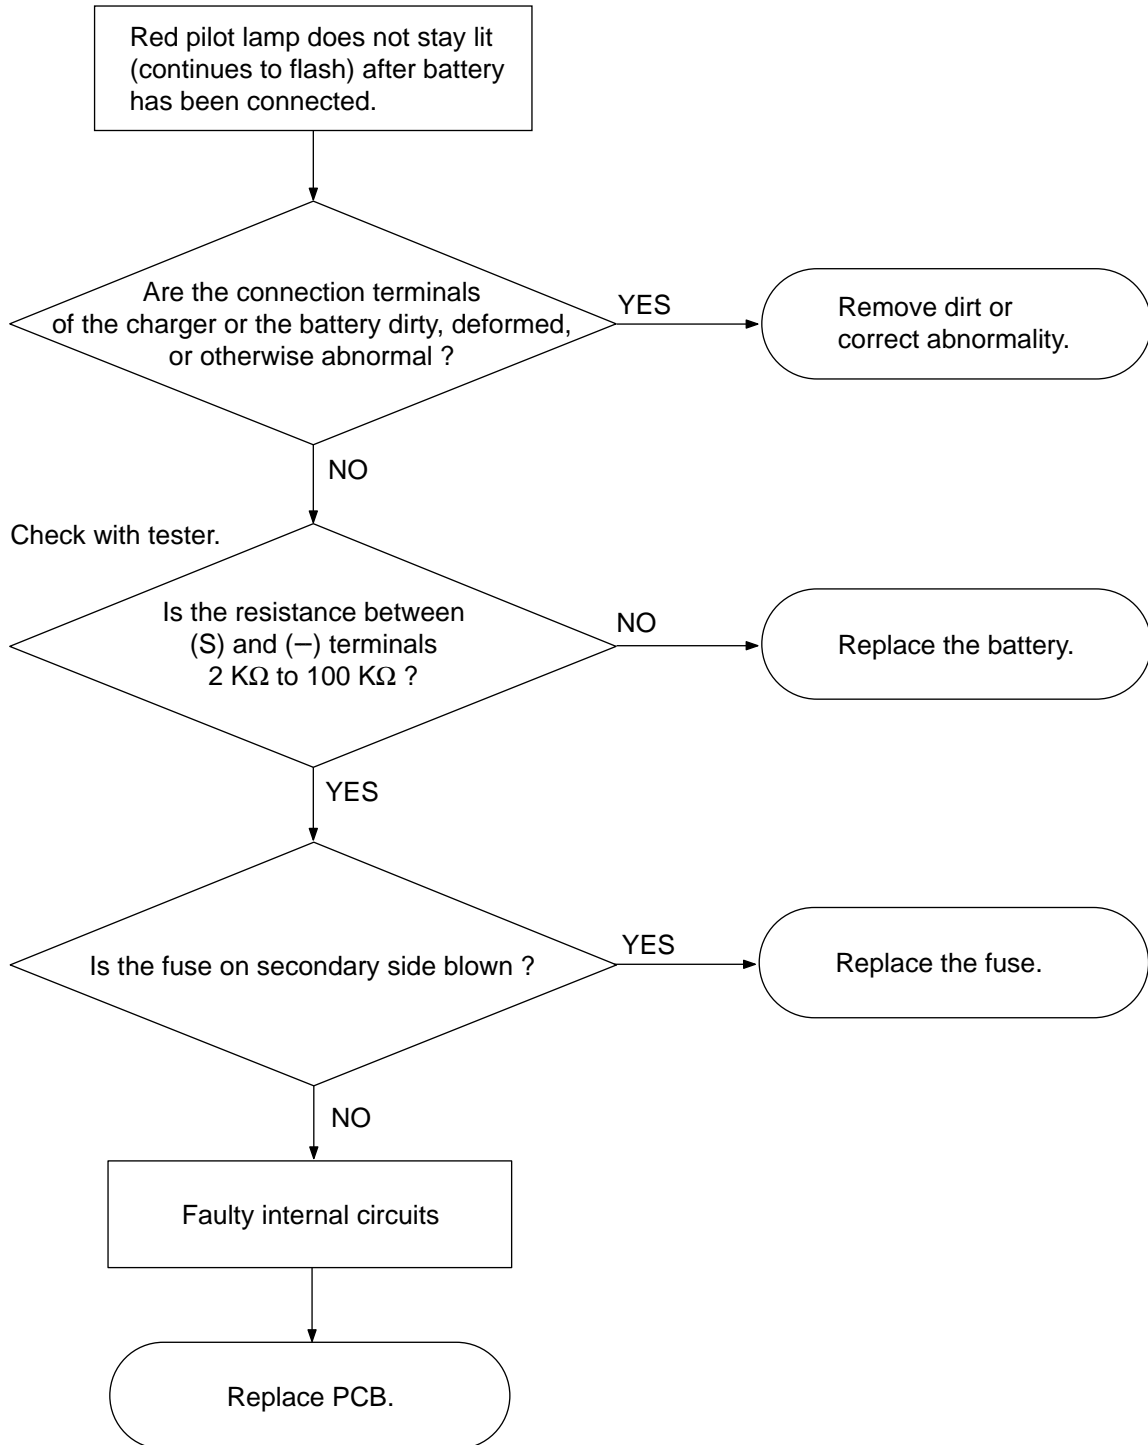 Red pilot lamp does not stay lit
(continues to flash) after battery
has been connected.
Are the connection terminals
of the charger or the battery dirty, deformed,
or otherwise abnormal ?
YES
Remove dirt or
correct abnormality.
NO
Check with tester.
Is the resistance between
(S) and (−) terminals
2 KΩ to 100 KΩ ?
NO
Replace the battery.
YES
Is the fuse on secondary side blown ?
YES
Replace the fuse.
NO
Faulty internal circuits
Replace PCB.